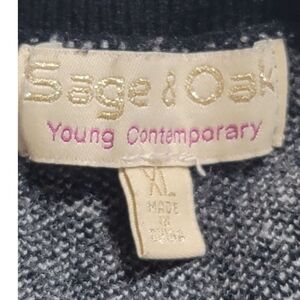 Sage & Oak
Young Contemporary
XL
MADE
IN
CHINA